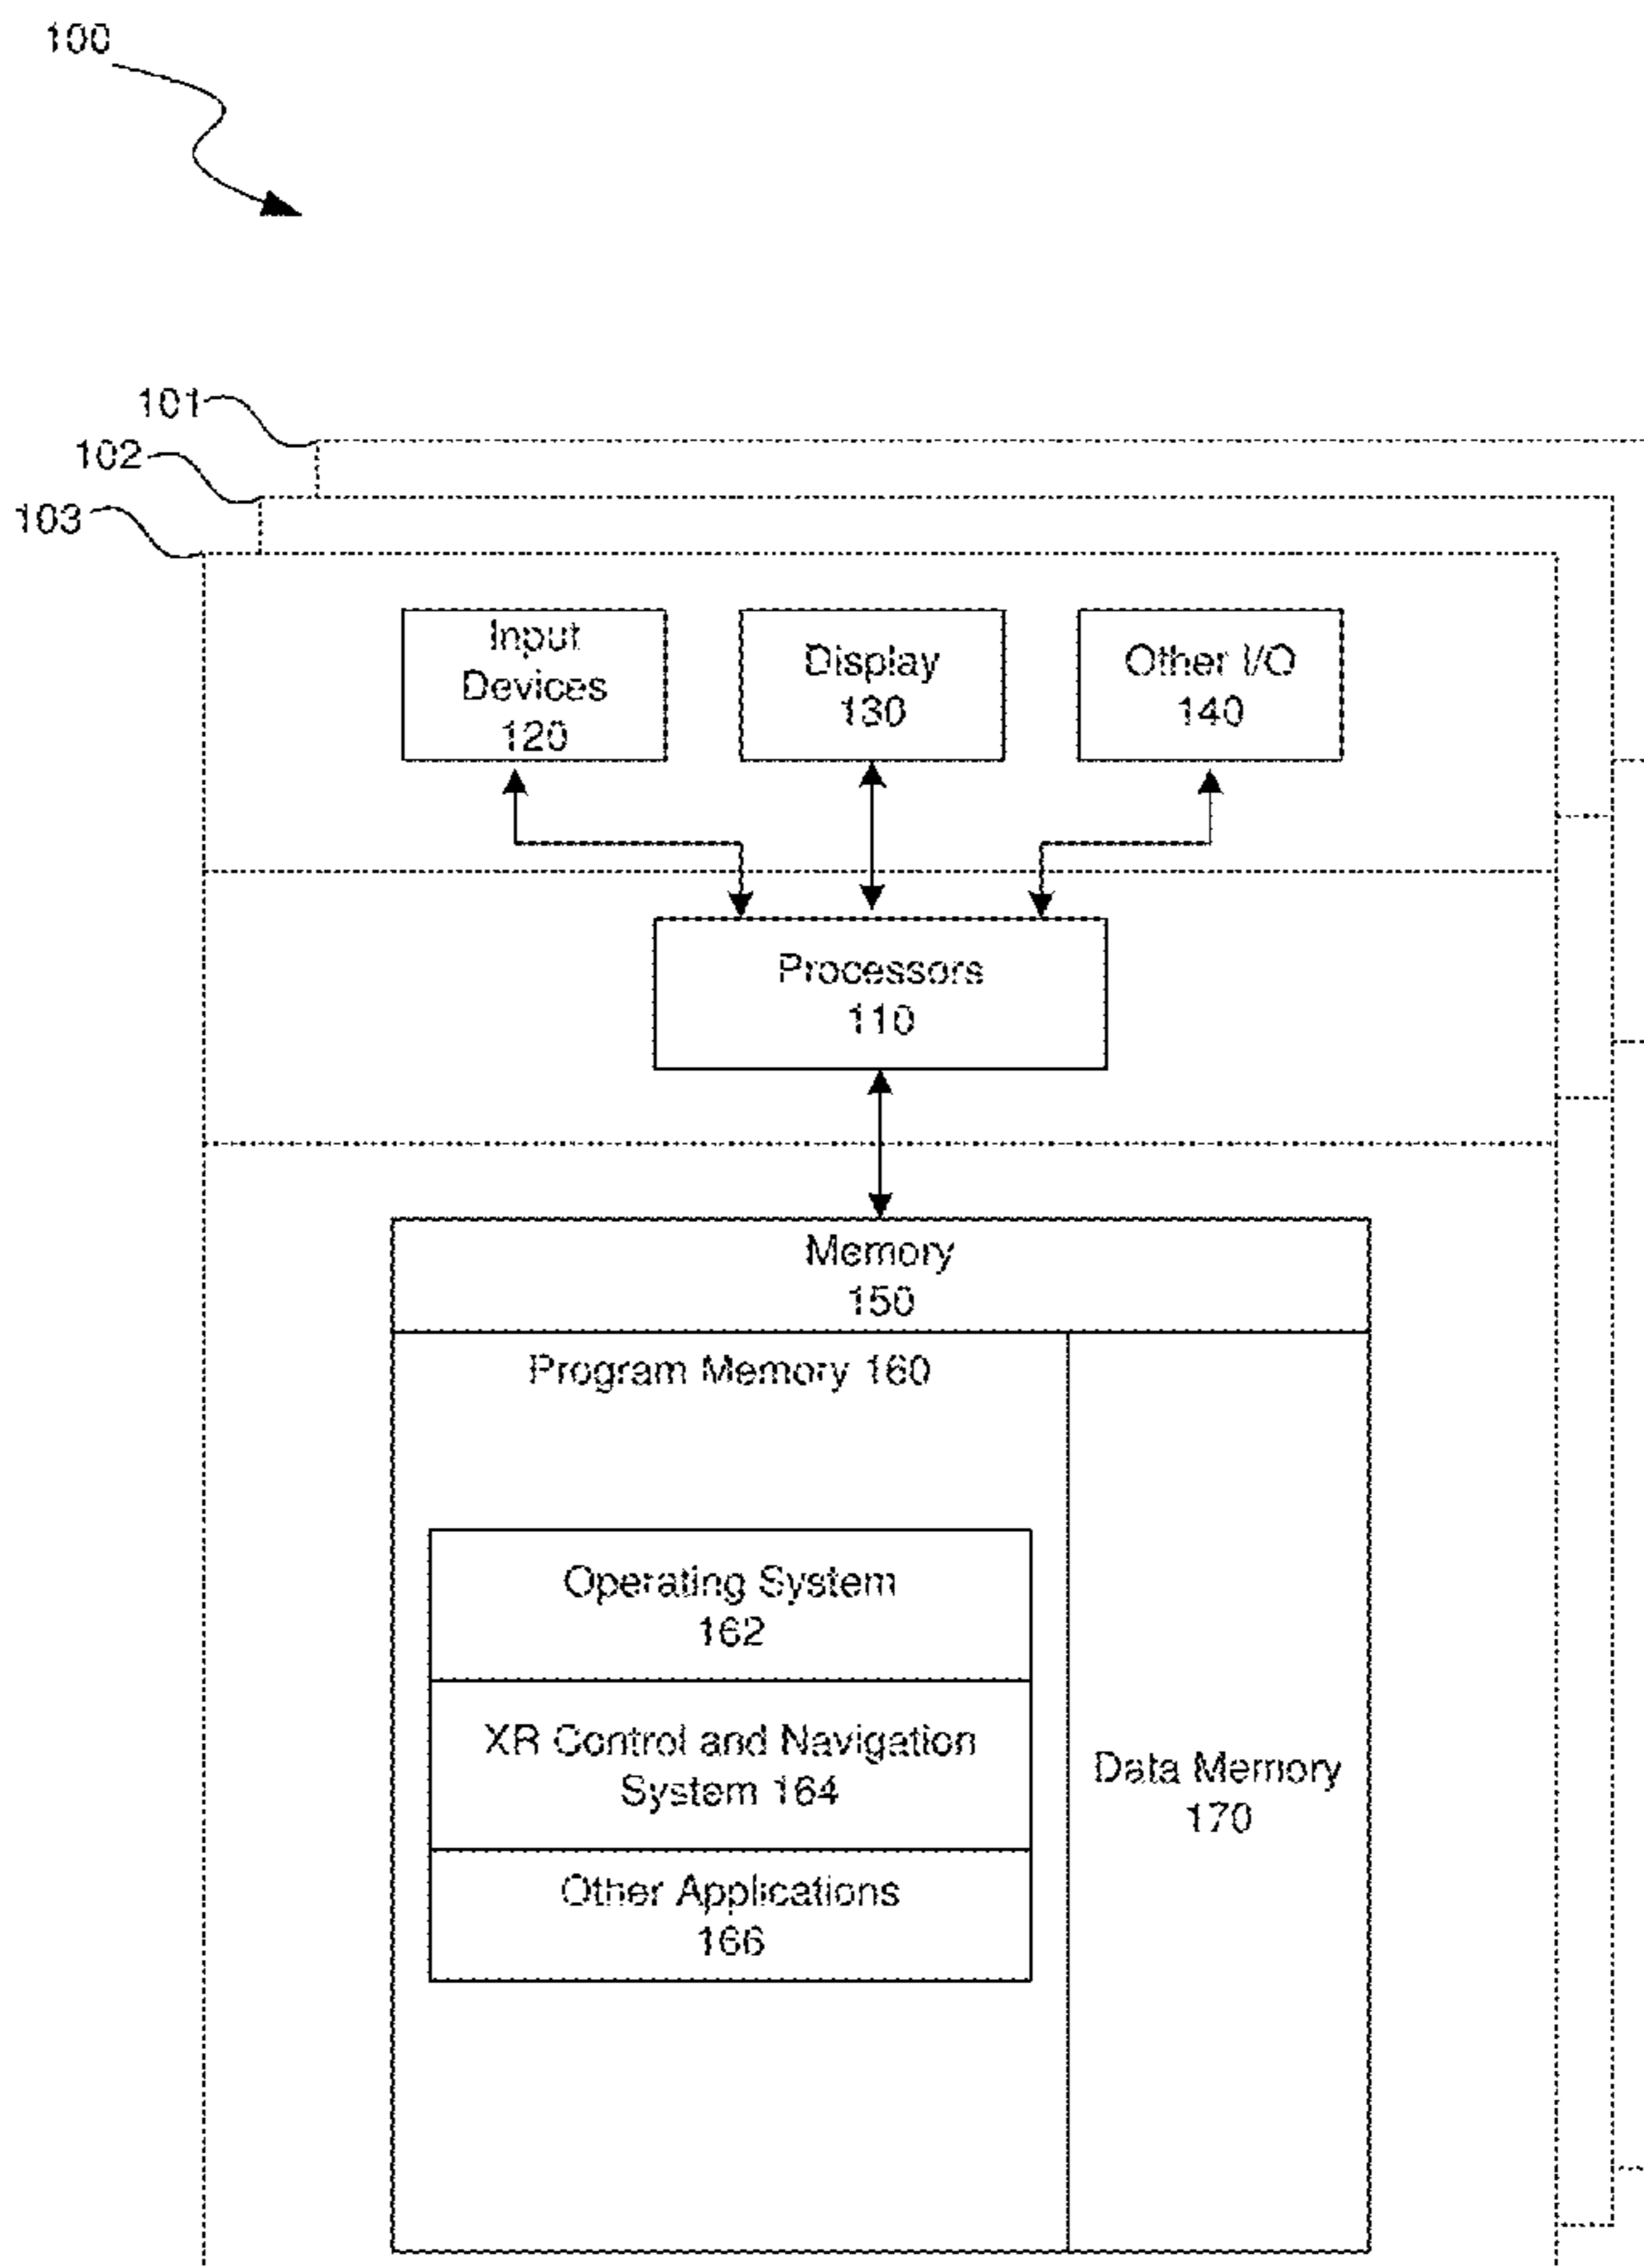 100
101
102
103
Input
Devices
120
Display
130
Other I/O
140
Processors
110
Memory
150
Program Memory 160
Operating System
162
XR Control and Navigation
System 164
Other Applications
166
Data Memory
170